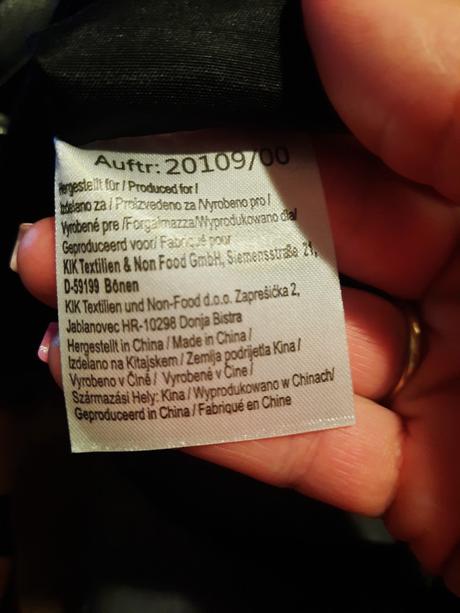 Auftr: 20109/00
Hergestellt für / Produced for /
Izdelano za / Proizvedeno za /Vyrobeno pro /
Vyrobené pre /Forgalmazza/Wyprodukowano dla/
Geproduceerd voor/ Fabriqué pour
KIK Textilien & Non Food GmbH, Siemensstraße 21,
D-59199 Bönen
KIK Textilien und Non-Food d.o.o. Zaprešička 2,
Jablanovec HR-10298 Donja Bistra
Hergestellt in China / Made in China /
Izdelano na Kitajskem / Zemlja podrijetla Kina /
Vyrobeno v Číně / Vyrobené v Číne /
Származási Hely: Kina / Wyprodukowano w Chinach/
Geproduceerd in China / Fabriqué en Chine